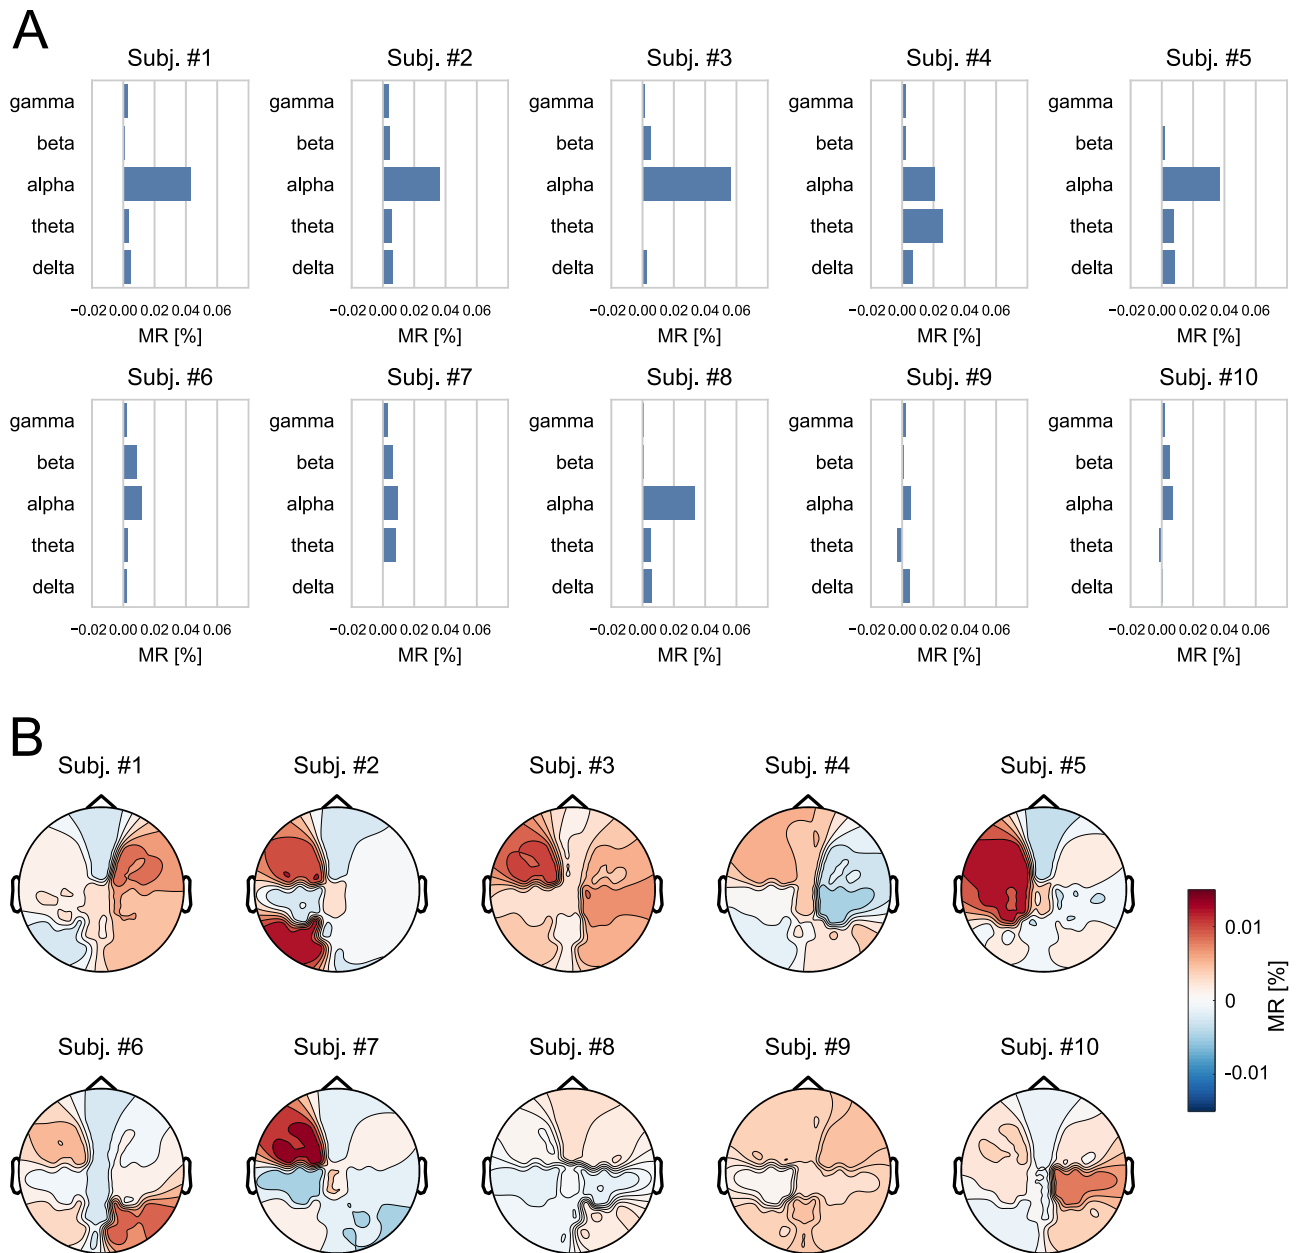 A
Subj. #1 Subj. #2 Subj. #3 Subj. #4 Subj. #5
gamma gamma gamma gamma gamma
beta beta beta beta beta
alpha alpha alpha alpha alpha
theta theta theta theta theta
delta delta delta delta delta
−0.02 0.00 0.02 0.04 0.06 −0.02 0.00 0.02 0.04 0.06 −0.02 0.00 0.02 0.04 0.06 −0.02 0.00 0.02 0.04 0.06 −0.02 0.00 0.02 0.04 0.06
MR [%] MR [%] MR [%] MR [%] MR [%]
Subj. #6 Subj. #7 Subj. #8 Subj. #9 Subj. #10
gamma gamma gamma gamma gamma
beta beta beta beta beta
alpha alpha alpha alpha alpha
theta theta theta theta theta
delta delta delta delta delta
−0.02 0.00 0.02 0.04 0.06 −0.02 0.00 0.02 0.04 0.06 −0.02 0.00 0.02 0.04 0.06 −0.02 0.00 0.02 0.04 0.06 −0.02 0.00 0.02 0.04 0.06
MR [%] MR [%] MR [%] MR [%] MR [%]
B
Subj. #1 Subj. #2 Subj. #3 Subj. #4 Subj. #5
0.01
0
-0.01
MR [%]
Subj. #6 Subj. #7 Subj. #8 Subj. #9 Subj. #10